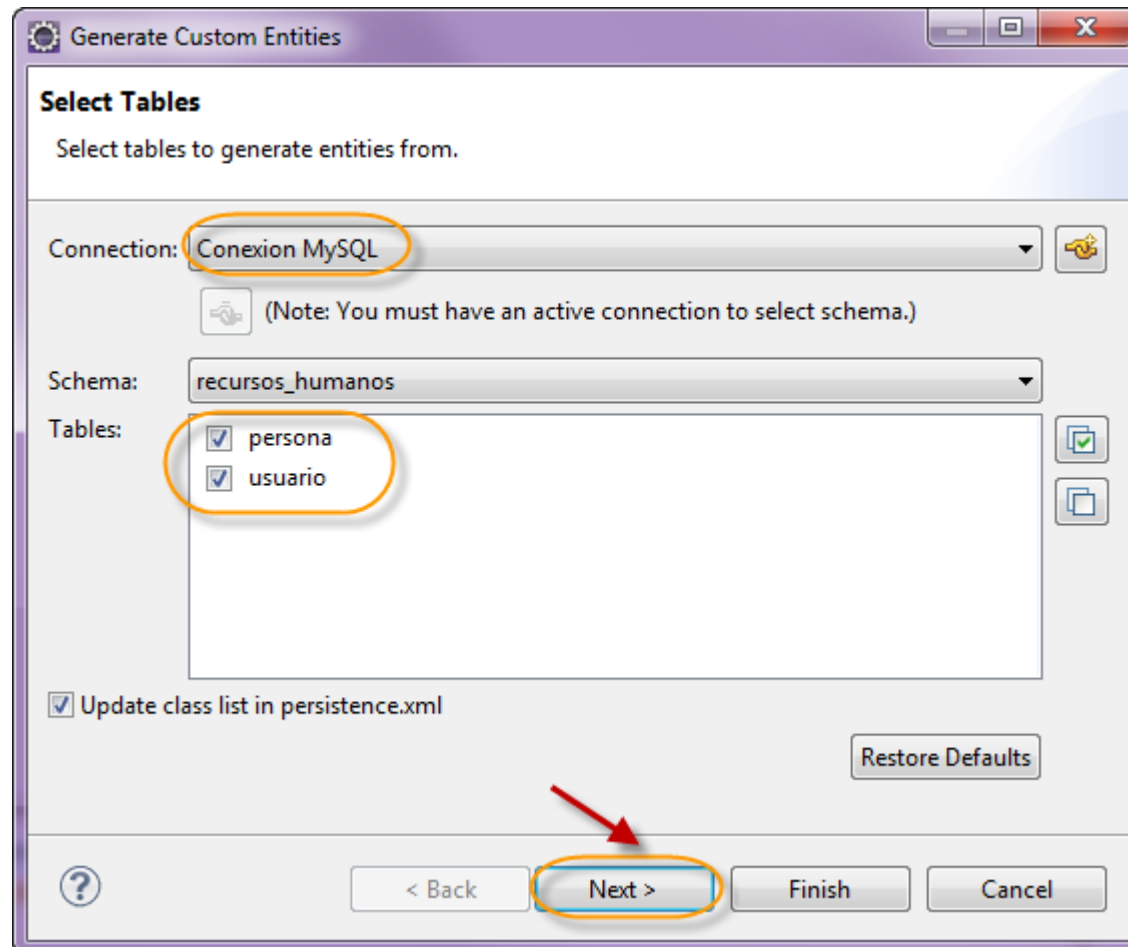 Generate Custom Entities
Select Tables
Select tables to generate entities from.
Connection: Conexion MySQL
(Note: You must have an active connection to select schema.)
Schema: recursos_humanos
Tables: persona
usuario
Update class list in persistence.xml
Restore Defaults
? < Back Next > Finish Cancel